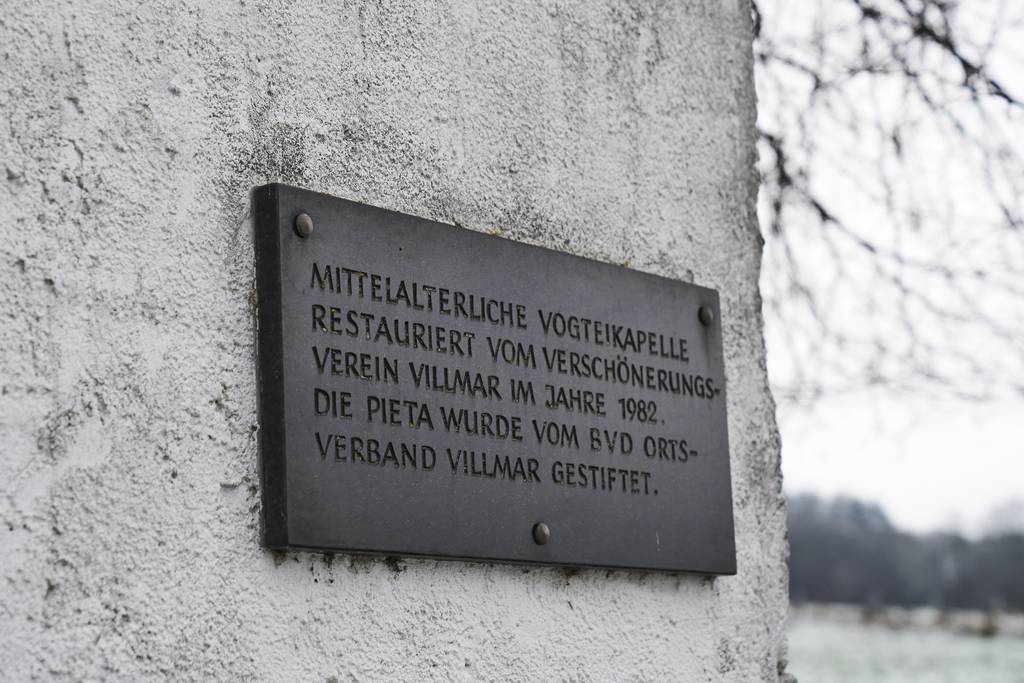 MITTELALTERLICHE VOGTEIKAPELLE
RESTAURIERT VOM VERSCHÖNERUNGS-
VEREIN VILLMAR IM JAHRE 1982.
DIE PIETA WURDE VOM BVD ORTS-
VERBAND VILLMAR GESTIFTET.